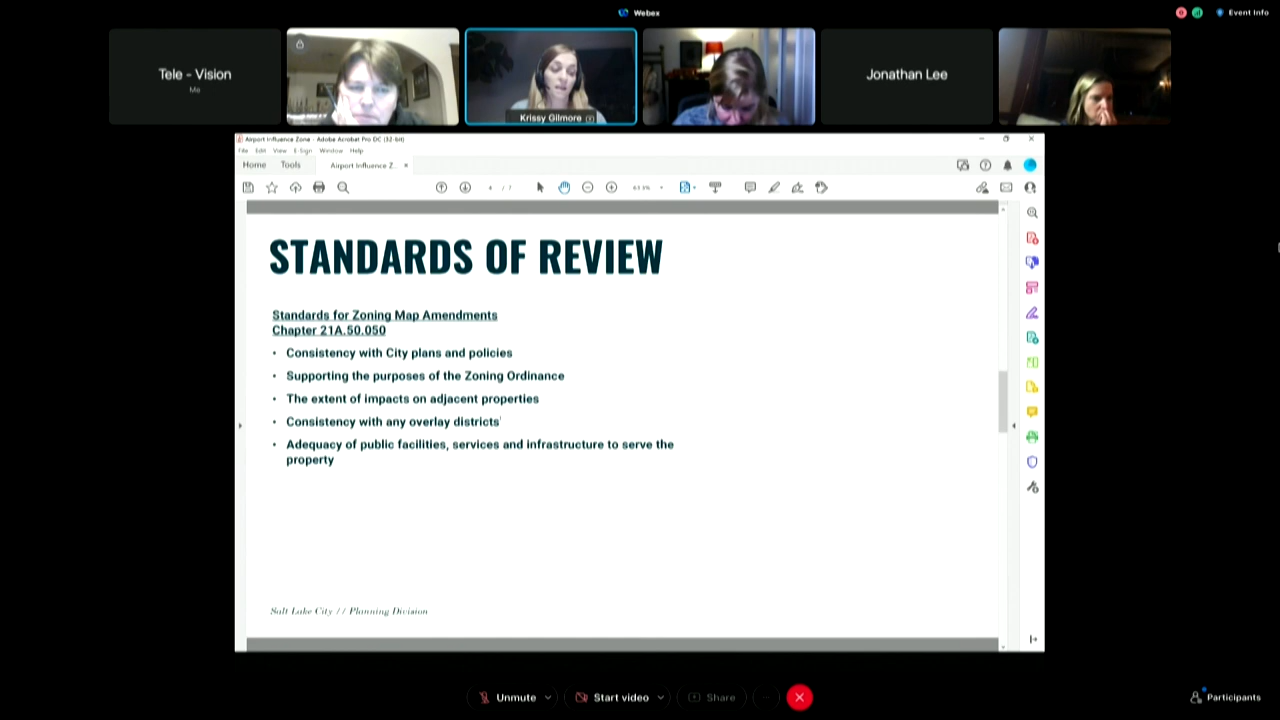 Webex
Event Info
Tele - Vision
Me
Krissy Gilmore
Jonathan Lee
Airport Influence Zone - Adobe Acrobat Pro DC (32-bit)
File Edit View E-Sign Window Help
Home Tools Airport Influence Z...
STANDARDS OF REVIEW
Standards for Zoning Map Amendments
Chapter 21A.50.050
• Consistency with City plans and policies
• Supporting the purposes of the Zoning Ordinance
• The extent of impacts on adjacent properties
• Consistency with any overlay districts
• Adequacy of public facilities, services and infrastructure to serve the
property
Salt Lake City // Planning Division
Unmute Start video Share
Participants